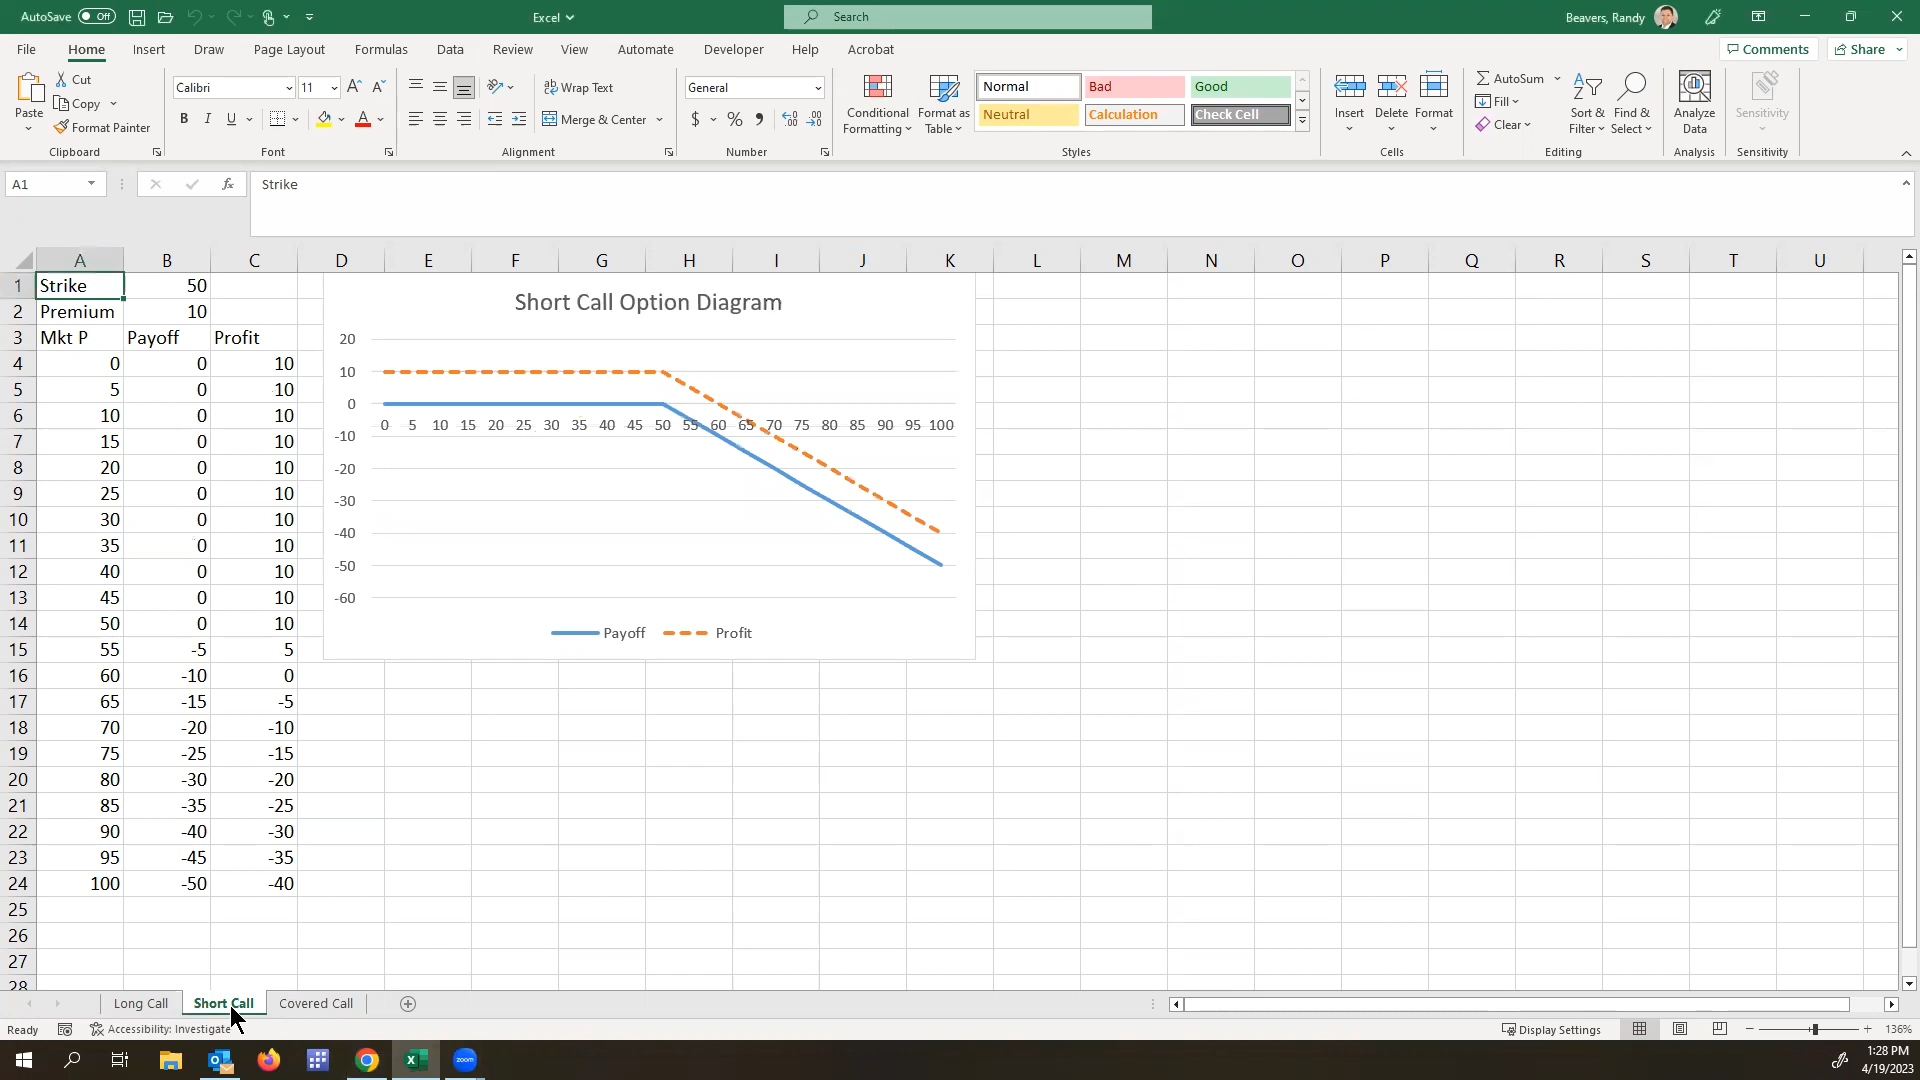 AutoSave Off Excel Search Beavers, Randy
File Home Insert Draw Page Layout Formulas Data Review View Automate Developer Help Acrobat Comments Share
Paste
Cut
Copy
Format Painter
Clipboard
Calibri 11
B I U
Font
Wrap Text
Merge & Center
Alignment
General
$ %
Number
Conditional Formatting
Format as Table
Normal Bad Good
Neutral Calculation Check Cell
Styles
Insert Delete Format
Cells
AutoSum
Fill
Clear
Sort & Filter
Find & Select
Editing
Analyze Data
Analysis
Sensitivity
Sensitivity
A1 fx Strike
A B C D E F G H I J K L M N O P Q R S T U
1 Strike 50
2 Premium 10
3 Mkt P Payoff Profit
4 0 0 10
5 5 0 10
6 10 0 10
7 15 0 10
8 20 0 10
9 25 0 10
10 30 0 10
11 35 0 10
12 40 0 10
13 45 0 10
14 50 0 10
15 55 -5 5
16 60 -10 0
17 65 -15 -5
18 70 -20 -10
19 75 -25 -15
20 80 -30 -20
21 85 -35 -25
22 90 -40 -30
23 95 -45 -35
24 100 -50 -40
25
26
27
28
Short Call Option Diagram
20
10
0
0 5 10 15 20 25 30 35 40 45 50 55 60 65 70 75 80 85 90 95 100
-10
-20
-30
-40
-50
-60
Payoff Profit
Long Call Short Call Covered Call
Ready Accessibility: Investigate Display Settings 136%
zoom
1:28 PM
4/19/2023